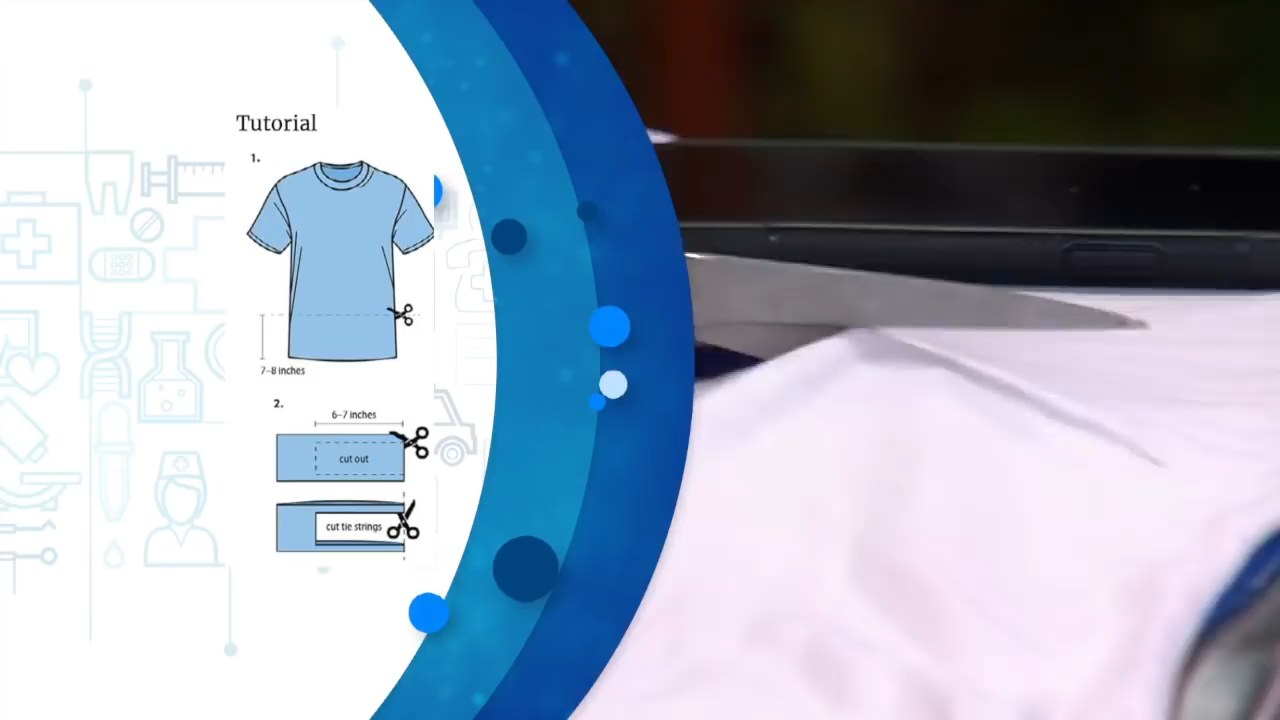 Tutorial
1.
7–8 inches
2.
6–7 inches
cut out
cut tie strings